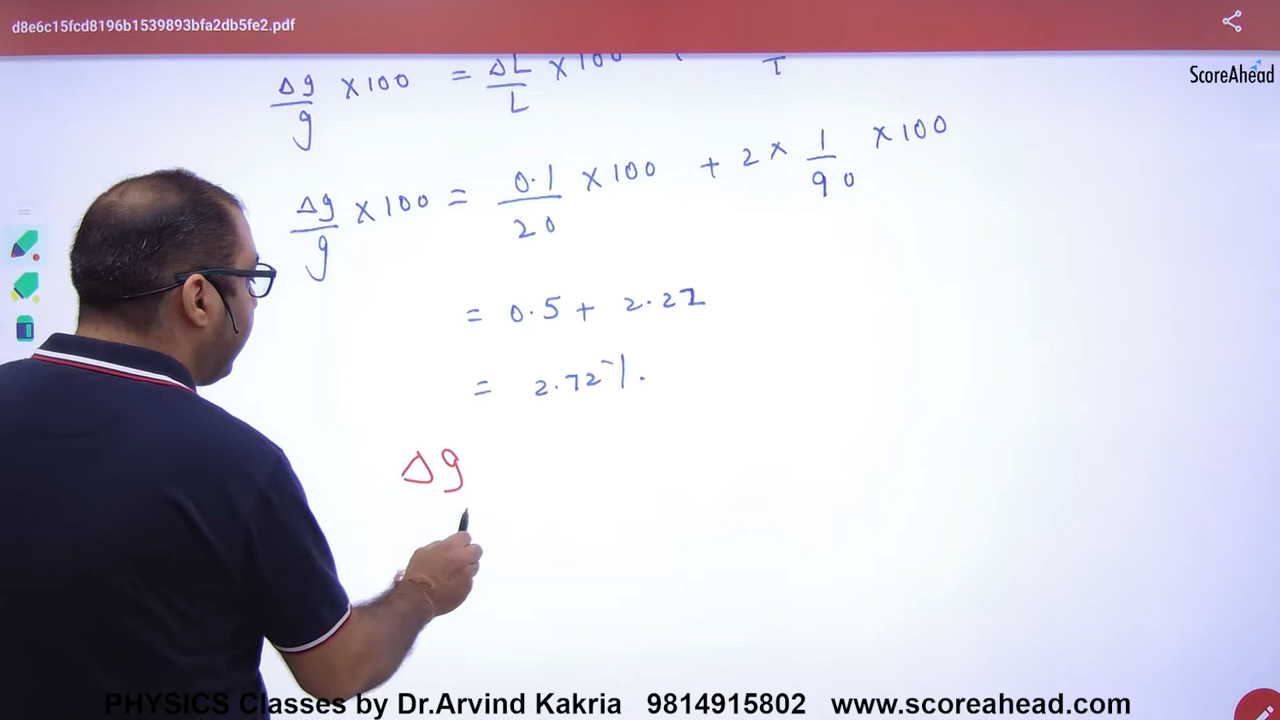 d8e6c15fcd8196b1539893bfa2db5fe2.pdf
ScoreAhead
Δg/g × 100 = ΔL/L × 100 T
Δg/g × 100 = 0.1/20 × 100 + 2 × 1/90 × 100
= 0.5 + 2.22
= 2.72%.
Δg
PHYSICS Classes by Dr.Arvind Kakria 9814915802 www.scoreahead.com